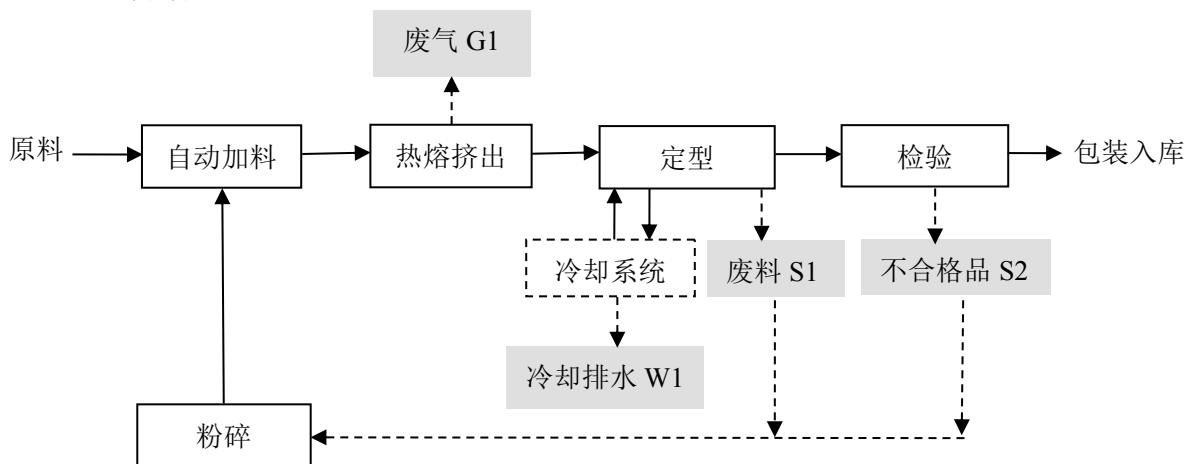 废气 G1
原料
自动加料
热熔挤出
定型
检验
包装入库
冷却系统
废料 S1
不合格品 S2
冷却排水 W1
粉碎